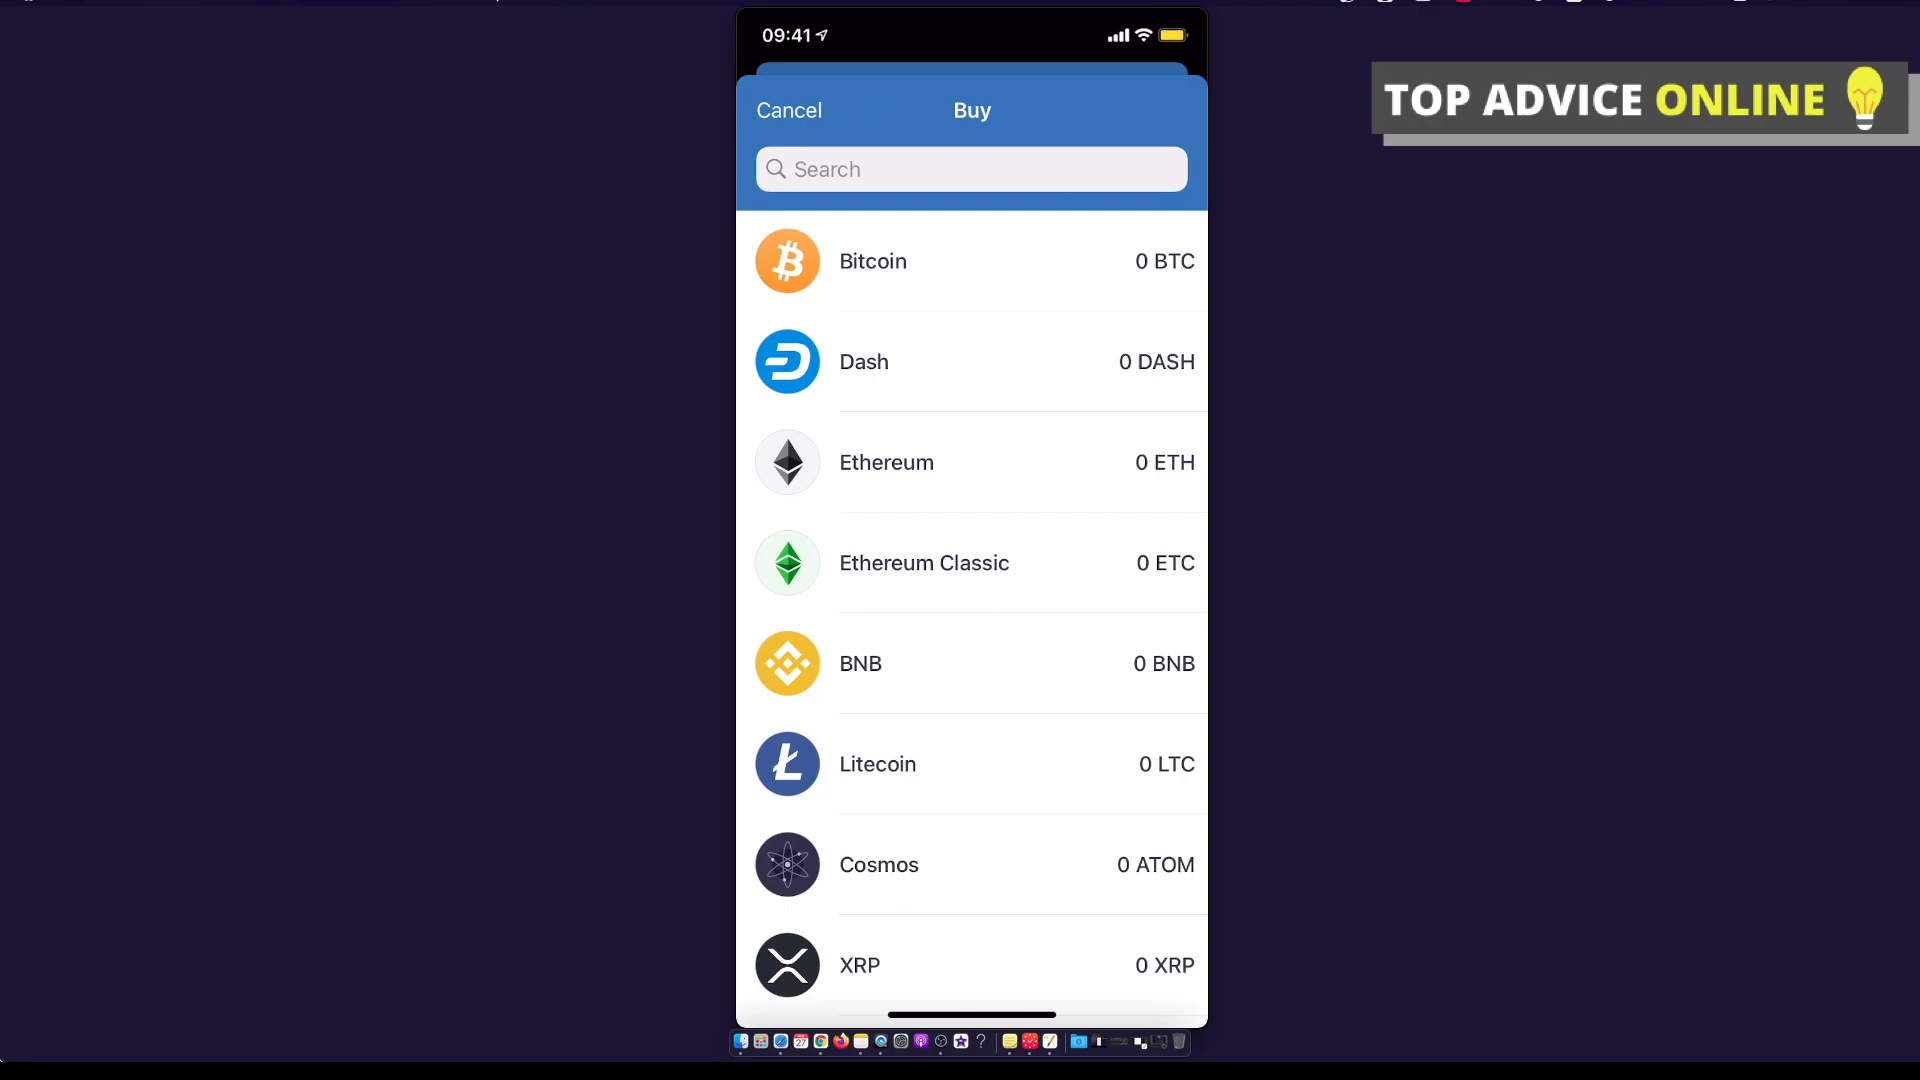 09:41
TOP ADVICE ONLINE
Cancel
Buy
Search
Bitcoin
0 BTC
Dash
0 DASH
Ethereum
0 ETH
Ethereum Classic
0 ETC
BNB
0 BNB
Litecoin
0 LTC
Cosmos
0 ATOM
XRP
0 XRP
27